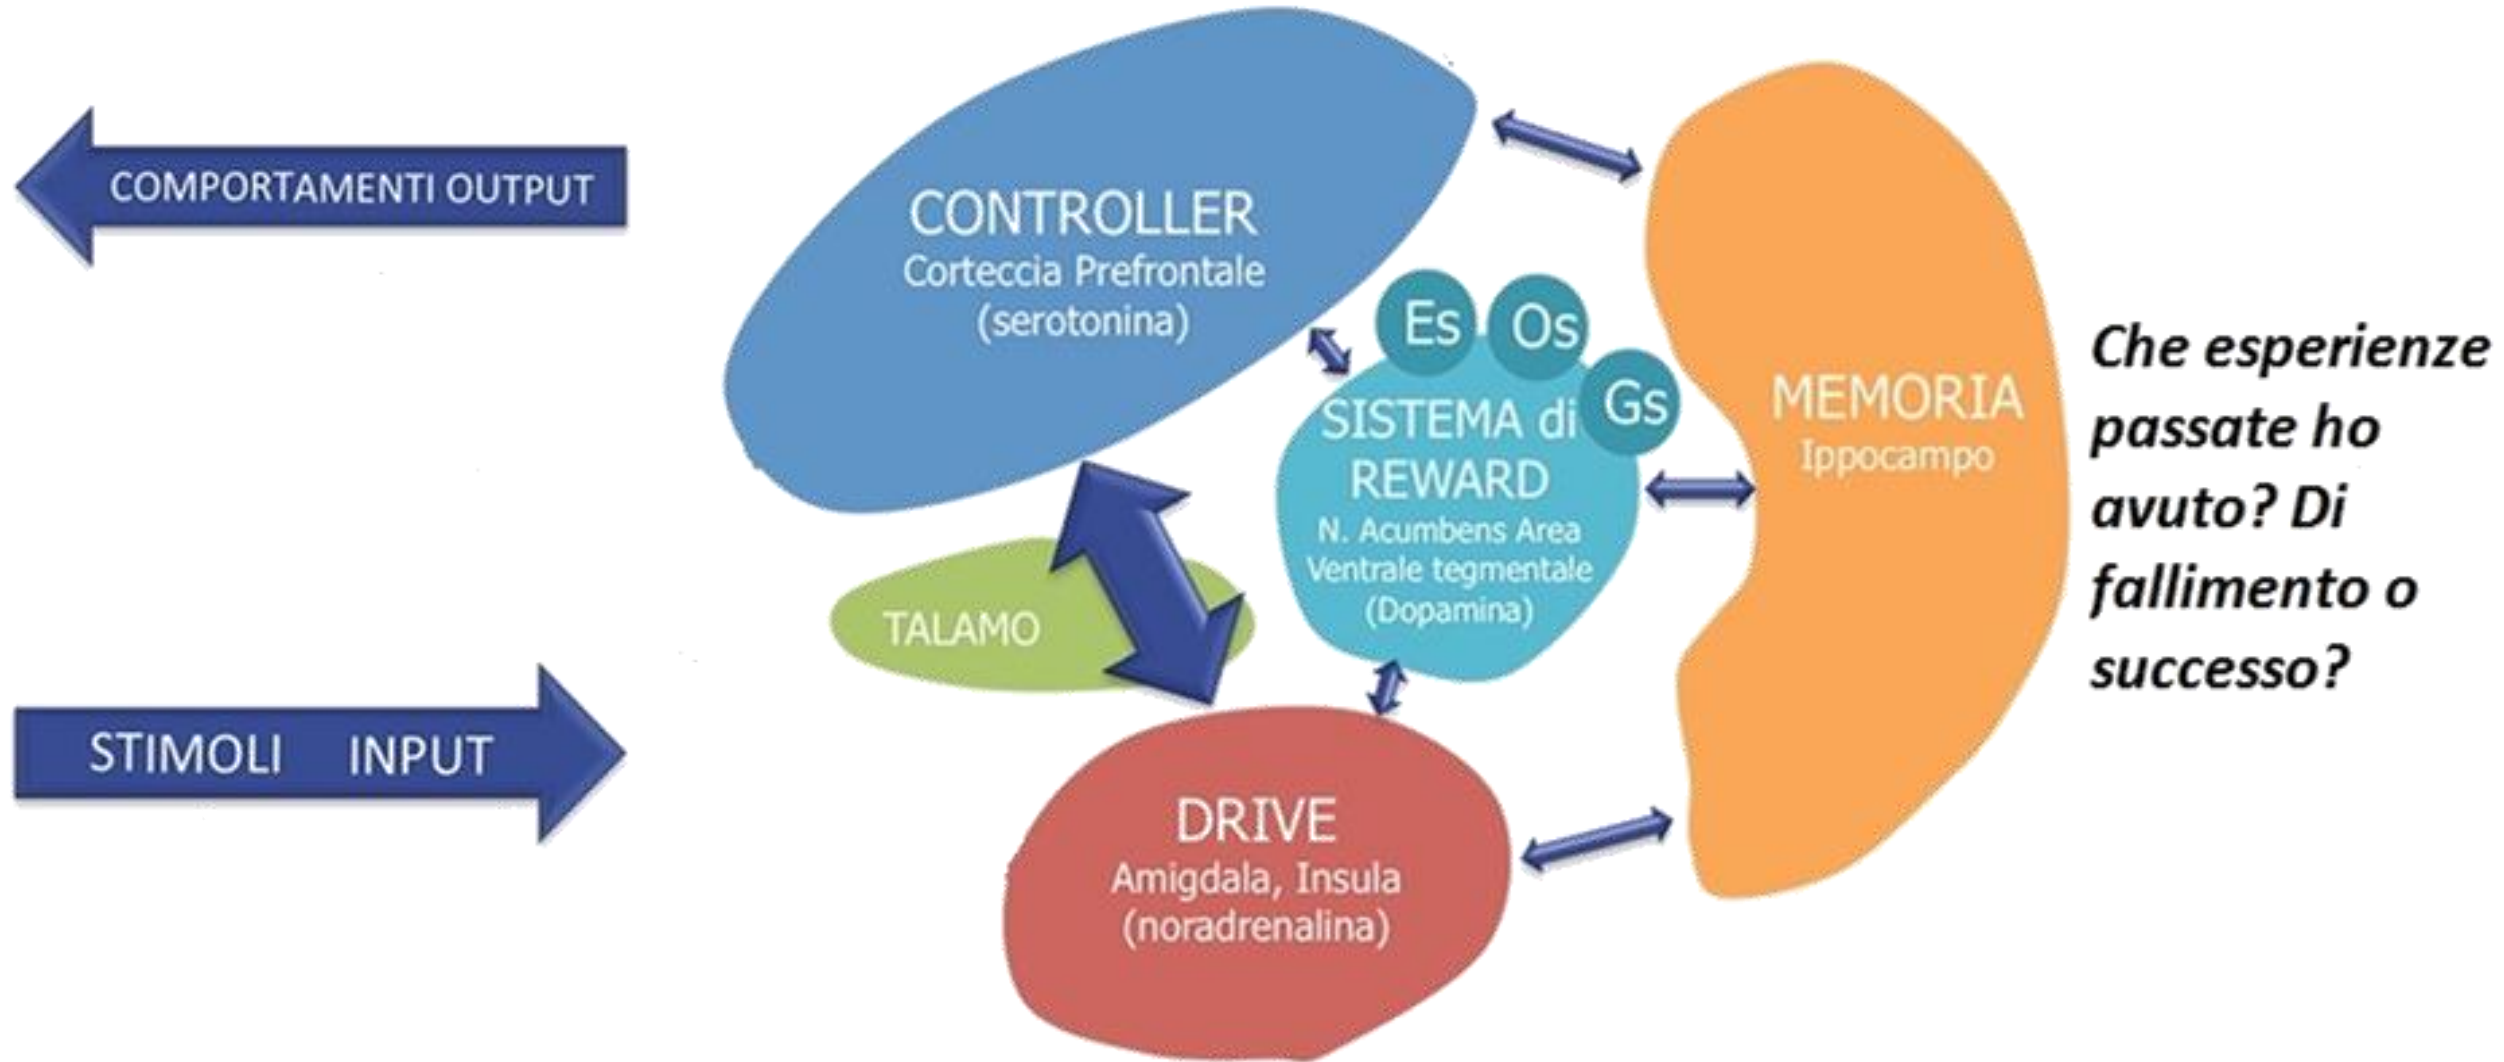 COMPORTAMENTI OUTPUT
CONTROLLER
Corteccia Prefrontale
(serotonina)
Es
Os
Gs
SISTEMA di
REWARD
N. Acumbens Area
Ventrale tegmentale
(Dopamina)
MEMORIA
Ippocampo
Che esperienze
passate ho
avuto? Di
fallimento o
successo?
TALAMO
STIMOLI INPUT
DRIVE
Amigdala, Insula
(noradrenalina)